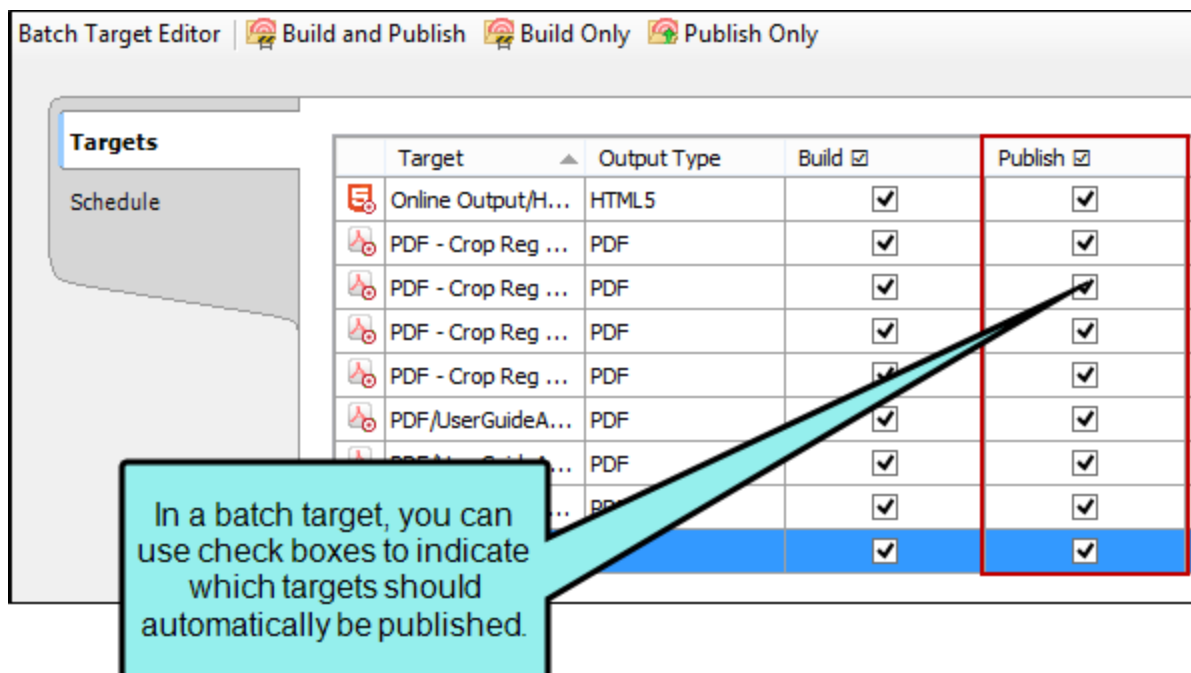 Batch Target Editor Build and Publish Build Only Publish Only
Targets
Schedule
Target Output Type Build Publish
Online Output/H... HTML5
PDF - Crop Reg ... PDF
PDF - Crop Reg ... PDF
PDF - Crop Reg ... PDF
PDF - Crop Reg ... PDF
PDF/UserGuideA... PDF
PDF
In a batch target, you can
use check boxes to indicate
which targets should
automatically be published.